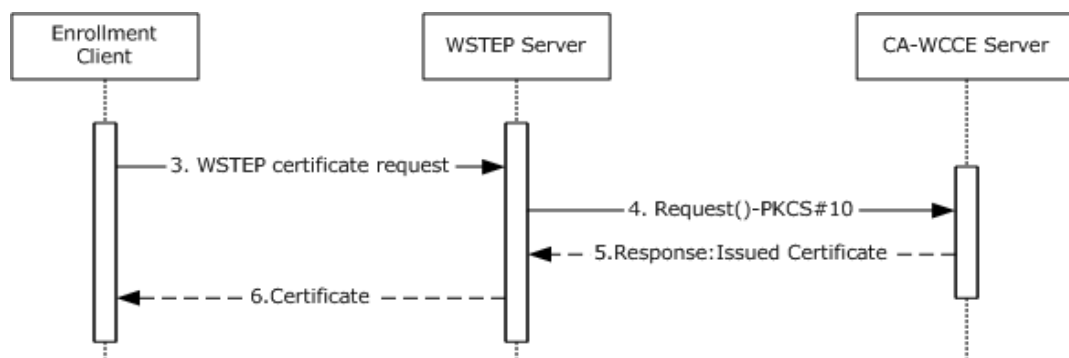 Enrollment
Client
WSTEP Server
CA-WCCE Server
3. WSTEP certificate request
4. Request()-PKCS#10
5.Response:Issued Certificate
6.Certificate